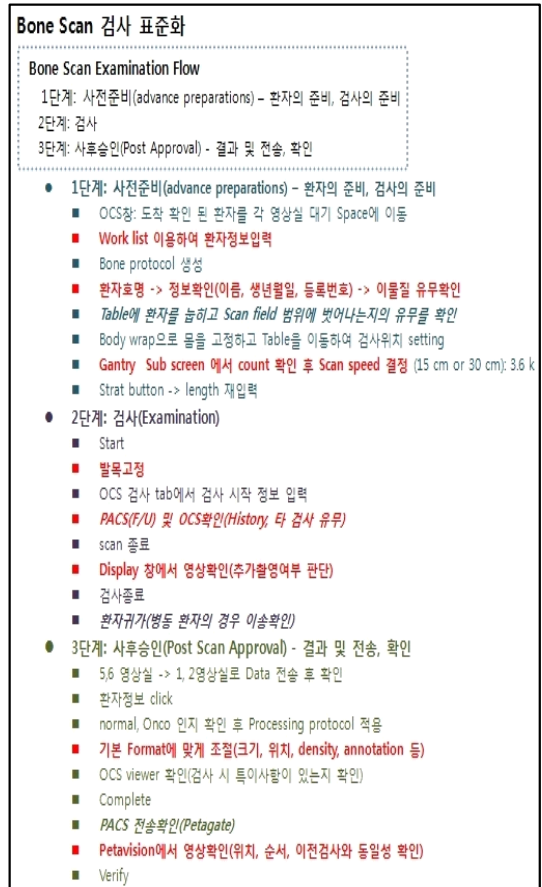 Bone Scan 검사 표준화
Bone Scan Examination Flow
1단계: 사전준비(advance preparations) – 환자의 준비, 검사의 준비
2단계: 검사
3단계: 사후승인(Post Approval) - 결과 및 전송, 확인
● 1단계: 사전준비(advance preparations) – 환자의 준비, 검사의 준비
■ OCS창: 도착 확인 된 환자를 각 영상실 대기 Space에 이동
■ Work list 이용하여 환자정보입력
■ Bone protocol 생성
■ 환자호명 -> 정보확인(이름, 생년월일, 등록번호) -> 이물질 유무확인
■ Table에 환자를 눕히고 Scan field 범위에 벗어나는지의 유무를 확인
■ Body wrap으로 몸을 고정하고 Table을 이동하여 검사위치 setting
■ Gantry Sub screen 에서 count 확인 후 Scan speed 결정 (15 cm or 30 cm): 3.6 k
■ Strat button -> length 재입력
● 2단계: 검사(Examination)
■ Start
■ 발목고정
■ OCS 검사 tab에서 검사 시작 정보 입력
■ PACS(F/U) 및 OCS확인(History, 타 검사 유무)
■ scan 종료
■ Display 창에서 영상확인(추가촬영여부 판단)
■ 검사종료
■ 환자귀가(병동 환자의 경우 이송확인)
● 3단계: 사후승인(Post Scan Approval) - 결과 및 전송, 확인
■ 5,6 영상실 -> 1, 2영상실로 Data 전송 후 확인
■ 환자정보 click
■ normal, Onco 인지 확인 후 Processing protocol 적용
■ 기본 Format에 맞게 조절(크기, 위치, density, annotation 등)
■ OCS viewer 확인(검사 시 특이사항이 있는지 확인)
■ Complete
■ PACS 전송확인(Petagate)
■ Petavision에서 영상확인(위치, 순서, 이전검사와 동일성 확인)
■ Verify